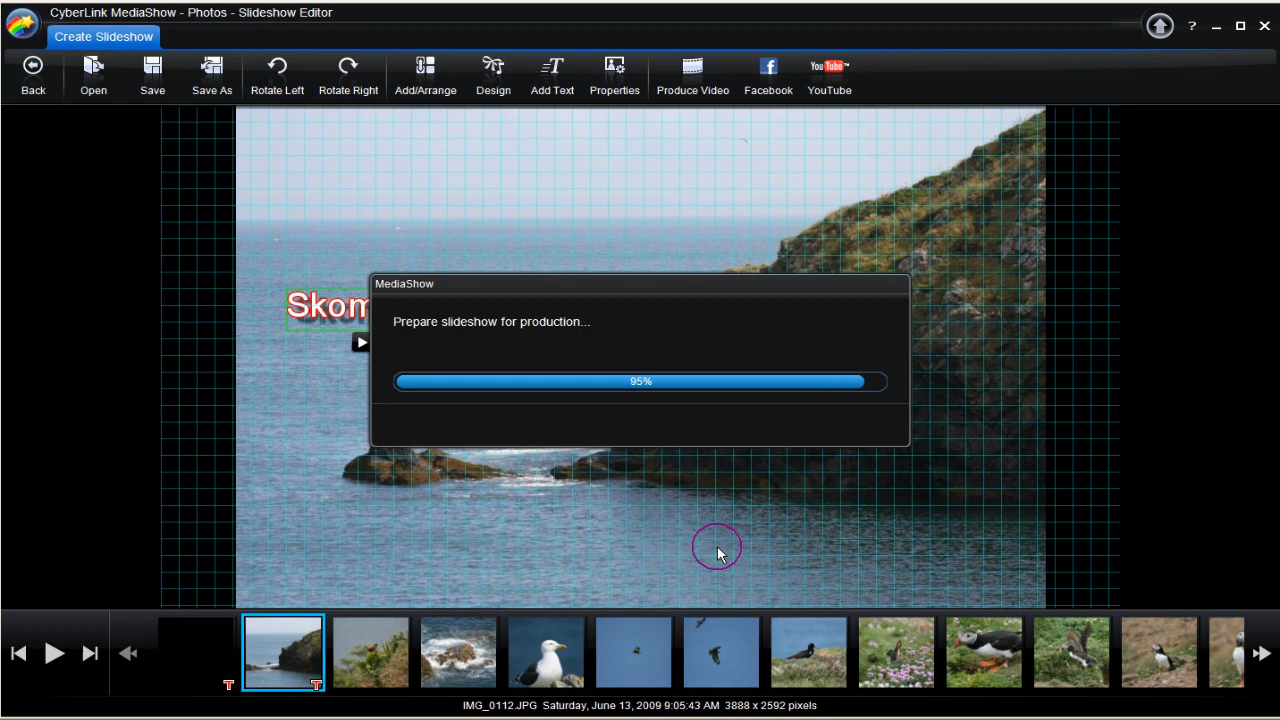 CyberLink MediaShow - Photos - Slideshow Editor
Create Slideshow
?
Back
Open
Save
Save As
Rotate Left
Rotate Right
Add/Arrange
Design
Add Text
Properties
Produce Video
Facebook
YouTube
Skom
MediaShow
Prepare slideshow for production...
95%
T
T
IMG_0112.JPG Saturday, June 13, 2009 9:05:43 AM 3888 x 2592 pixels